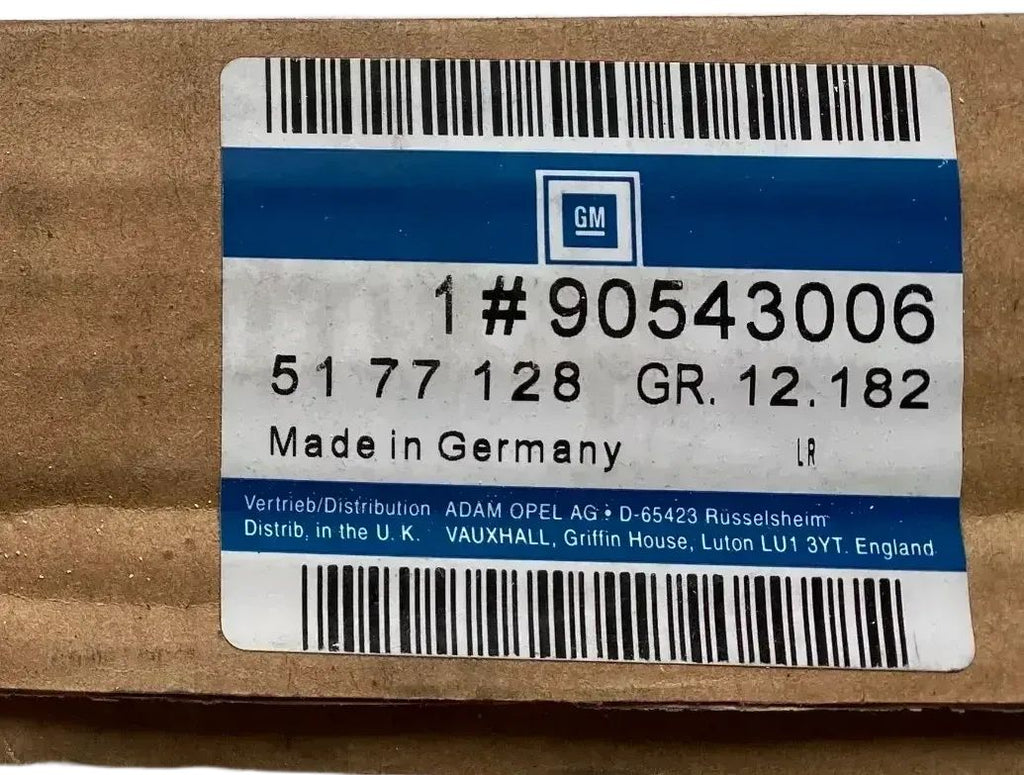 GM
1 #90543006
51 77 128 GR. 12.182
Made in Germany LR
Vertrieb/Distribution ADAM OPEL AG • D-65423 Rüsselsheim
Distrib. in the U. K. VAUXHALL, Griffin House, Luton LU1 3YT. England